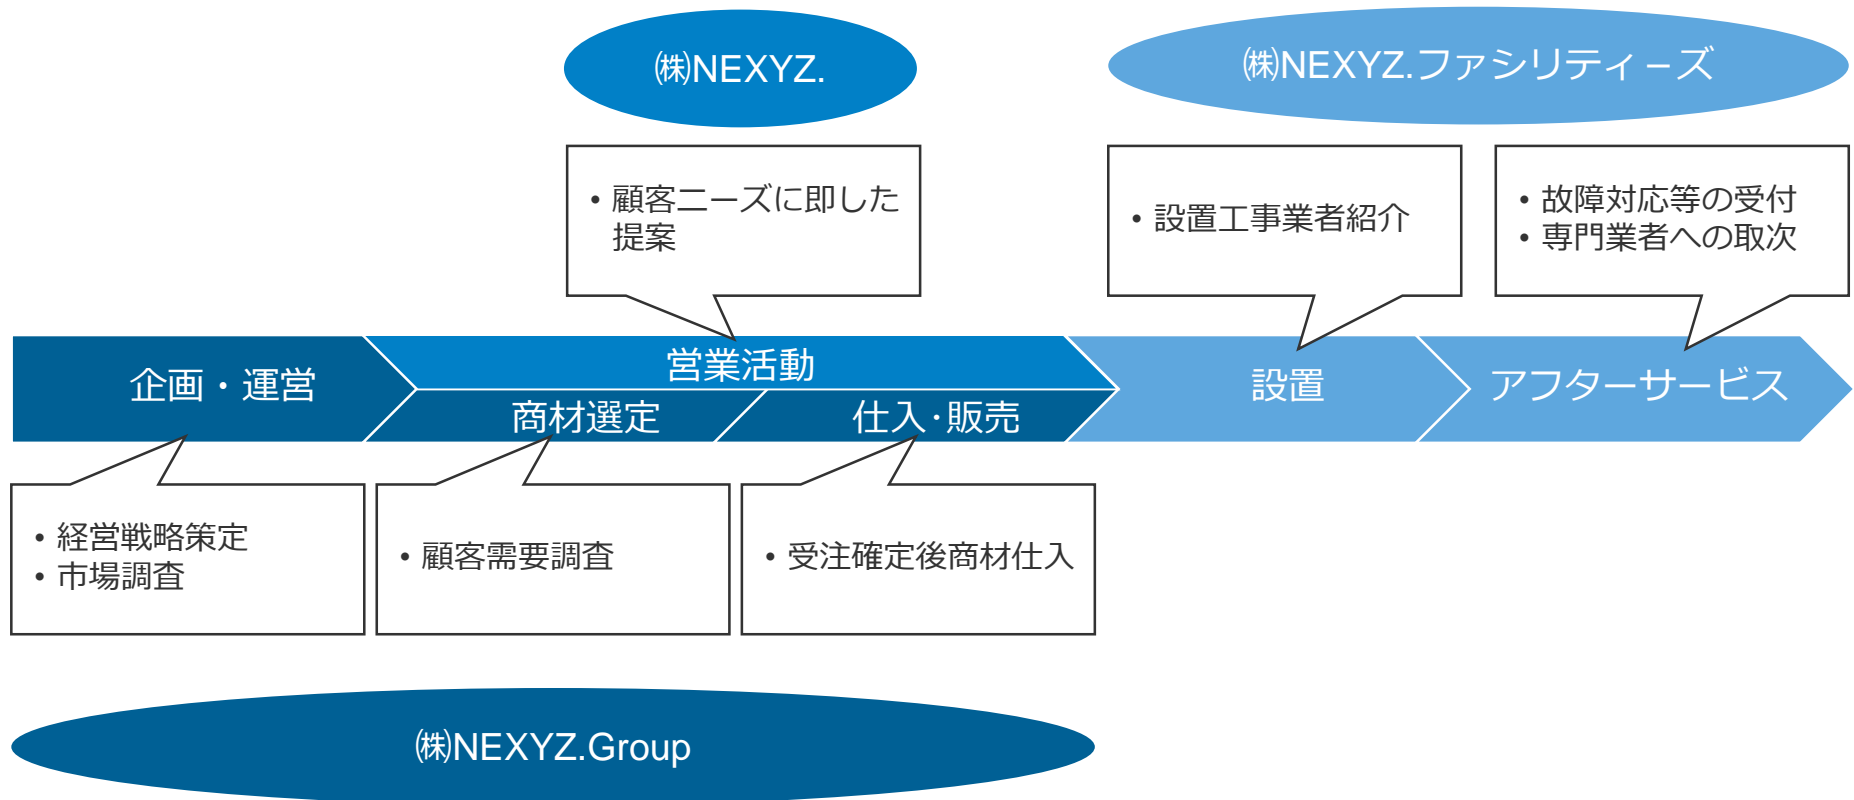 ㈱NEXYZ.
㈱NEXYZ.ファシリティーズ
・顧客ニーズに即した
提案
・設置工事業者紹介
・故障対応等の受付
・専門業者への取次
企画・運営
営業活動
商材選定
仕入･販売
設置
アフターサービス
・経営戦略策定
・市場調査
・顧客需要調査
・受注確定後商材仕入
㈱NEXYZ.Group